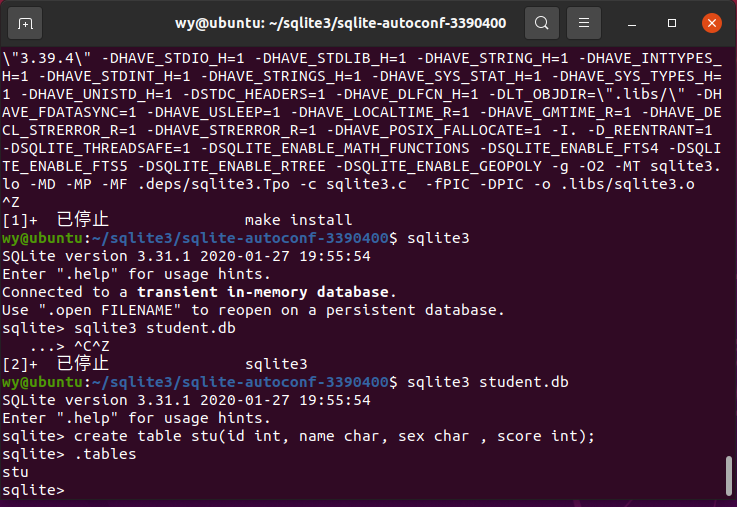 wy@ubuntu: ~/sqlite3/sqlite-autoconf-3390400
\"3.39.4\" -DHAVE_STDIO_H=1 -DHAVE_STDLIB_H=1 -DHAVE_STRING_H=1 -DHAVE_INTTYPES_
H=1 -DHAVE_STDINT_H=1 -DHAVE_STRINGS_H=1 -DHAVE_SYS_STAT_H=1 -DHAVE_SYS_TYPES_H=
1 -DHAVE_UNISTD_H=1 -DSTDC_HEADERS=1 -DHAVE_DLFCN_H=1 -DLT_OBJDIR=\".libs/\" -DH
AVE_FDATASYNC=1 -DHAVE_USLEEP=1 -DHAVE_LOCALTIME_R=1 -DHAVE_GMTIME_R=1 -DHAVE_DE
CL_STRERROR_R=1 -DHAVE_STRERROR_R=1 -DHAVE_POSIX_FALLOCATE=1 -I. -D_REENTRANT=1
-DSQLITE_THREADSAFE=1 -DSQLITE_ENABLE_MATH_FUNCTIONS -DSQLITE_ENABLE_FTS4 -DSQLI
TE_ENABLE_FTS5 -DSQLITE_ENABLE_RTREE -DSQLITE_ENABLE_GEOPOLY -g -O2 -MT sqlite3.
lo -MD -MP -MF .deps/sqlite3.Tpo -c sqlite3.c  -fPIC -DPIC -o .libs/sqlite3.o
^Z
[1]+  已停止               make install
wy@ubuntu:~/sqlite3/sqlite-autoconf-3390400$ sqlite3
SQLite version 3.31.1 2020-01-27 19:55:54
Enter ".help" for usage hints.
Connected to a transient in-memory database.
Use ".open FILENAME" to reopen on a persistent database.
sqlite> sqlite3 student.db
   ...> ^C^Z
[2]+  已停止               sqlite3
wy@ubuntu:~/sqlite3/sqlite-autoconf-3390400$ sqlite3 student.db
SQLite version 3.31.1 2020-01-27 19:55:54
Enter ".help" for usage hints.
sqlite> create table stu(id int, name char, sex char , score int);
sqlite> .tables
stu
sqlite>